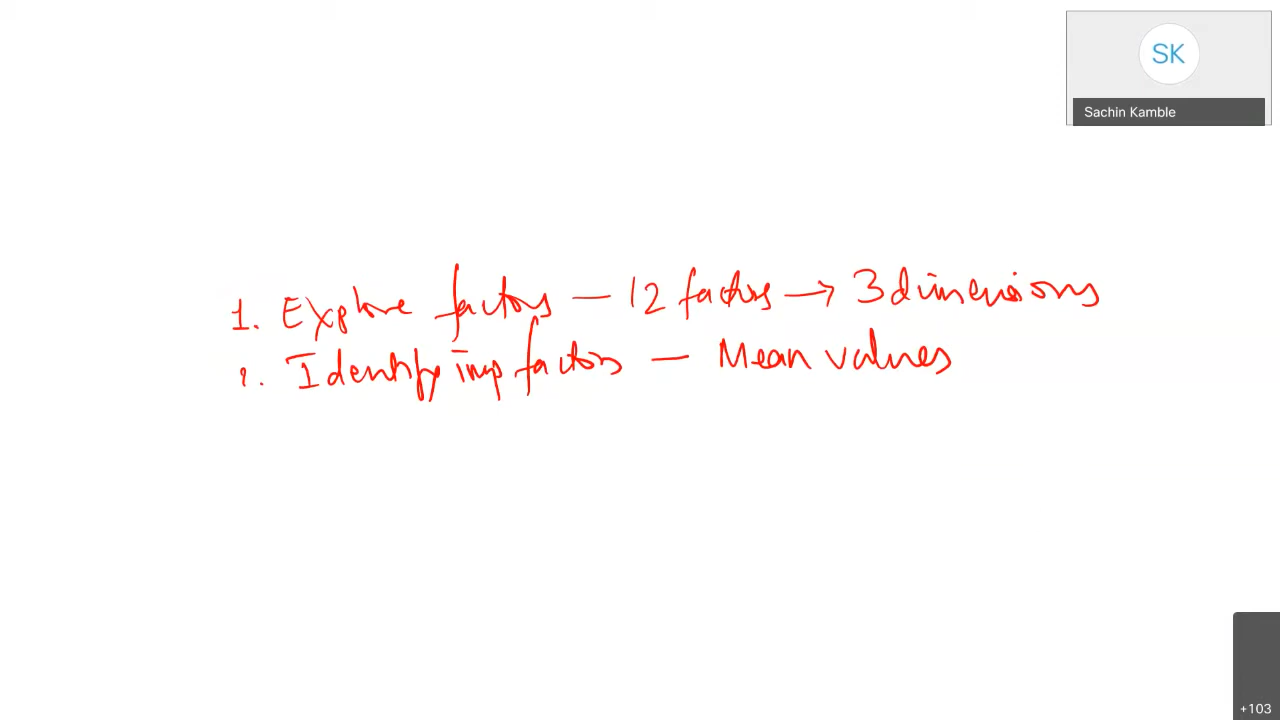 SK
Sachin Kamble
1. Explore factors — 12 factors → 3 dimensions
2. Identify imp factors — Mean values
+103